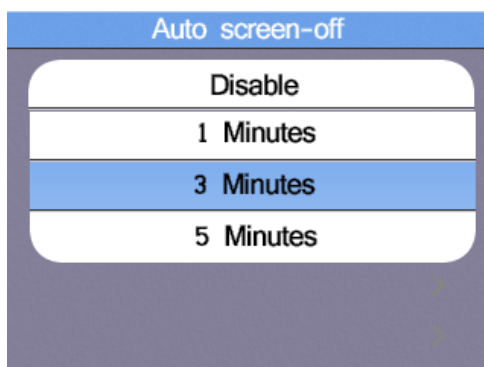 Auto screen-off
Disable
1 Minutes
3 Minutes
5 Minutes